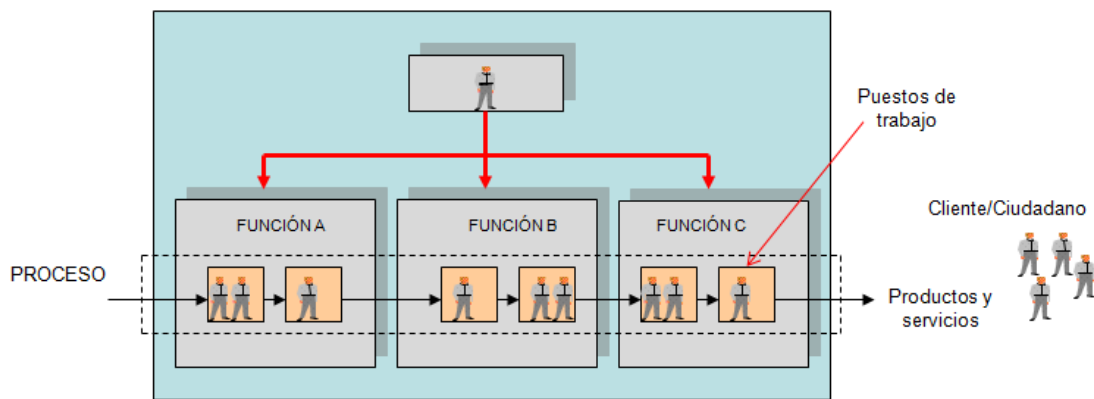 Puestos de
trabajo
FUNCIÓN A
FUNCIÓN B
FUNCIÓN C
Cliente/Ciudadano
PROCESO
Productos y
servicios